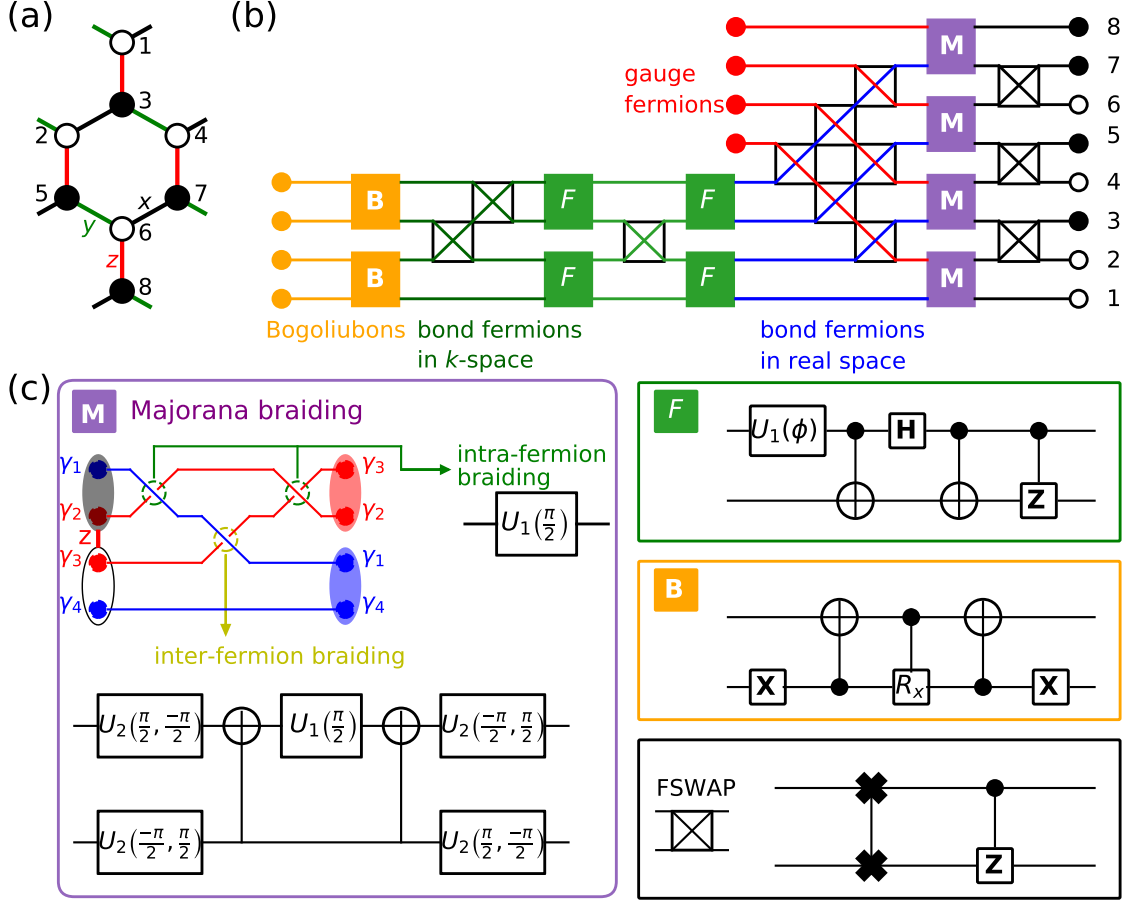 (a)
1
3
2
4
5
x
7
y
6
z
8
(b)
gauge
fermions
M
M
M
M
8
7
6
5
4
3
2
1
B
F
F
B
F
F
Bogoliubons
bond fermions
in k-space
bond fermions
in real space
(c)
M Majorana braiding
γ1
γ2
z
γ3
γ4
γ3
γ2
γ1
γ4
intra-fermion
braiding
U1(π/2)
inter-fermion braiding
U2(π/2, -π/2)
U1(π/2)
U2(-π/2, π/2)
U2(-π/2, π/2)
U2(π/2, -π/2)
F
U1(ϕ)
H
Z
B
X
Rx
X
FSWAP
Z